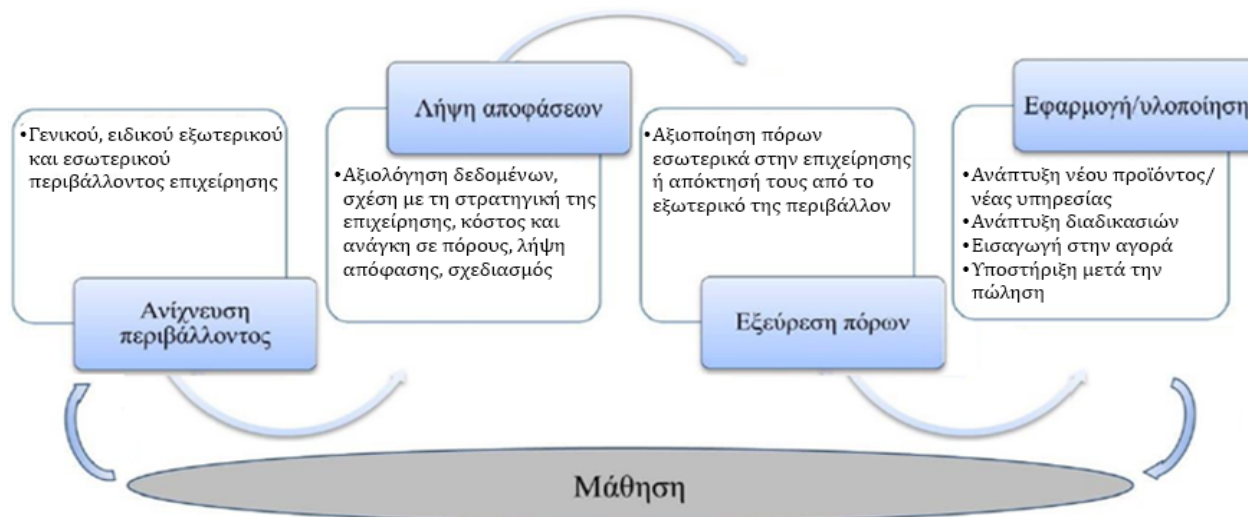 •Γενικού, ειδικού εξωτερικού
και εσωτερικού
περιβάλλοντος επιχείρησης
Ανίχνευση
περιβάλλοντος
Λήψη αποφάσεων
•Αξιολόγηση δεδομένων,
σχέση με τη στρατηγική της
επιχείρησης, κόστος και
ανάγκη σε πόρους, λήψη
απόφασης, σχεδιασμός
•Αξιοποίηση πόρων
εσωτερικά στην επιχείρησης
ή απόκτησή τους από το
εξωτερικό της περιβάλλον
Εξεύρεση πόρων
Εφαρμογή/υλοποίηση
•Ανάπτυξη νέου προϊόντος/
νέας υπηρεσίας
•Ανάπτυξη διαδικασιών
•Εισαγωγή στην αγορά
•Υποστήριξη μετά την
πώληση
Μάθηση